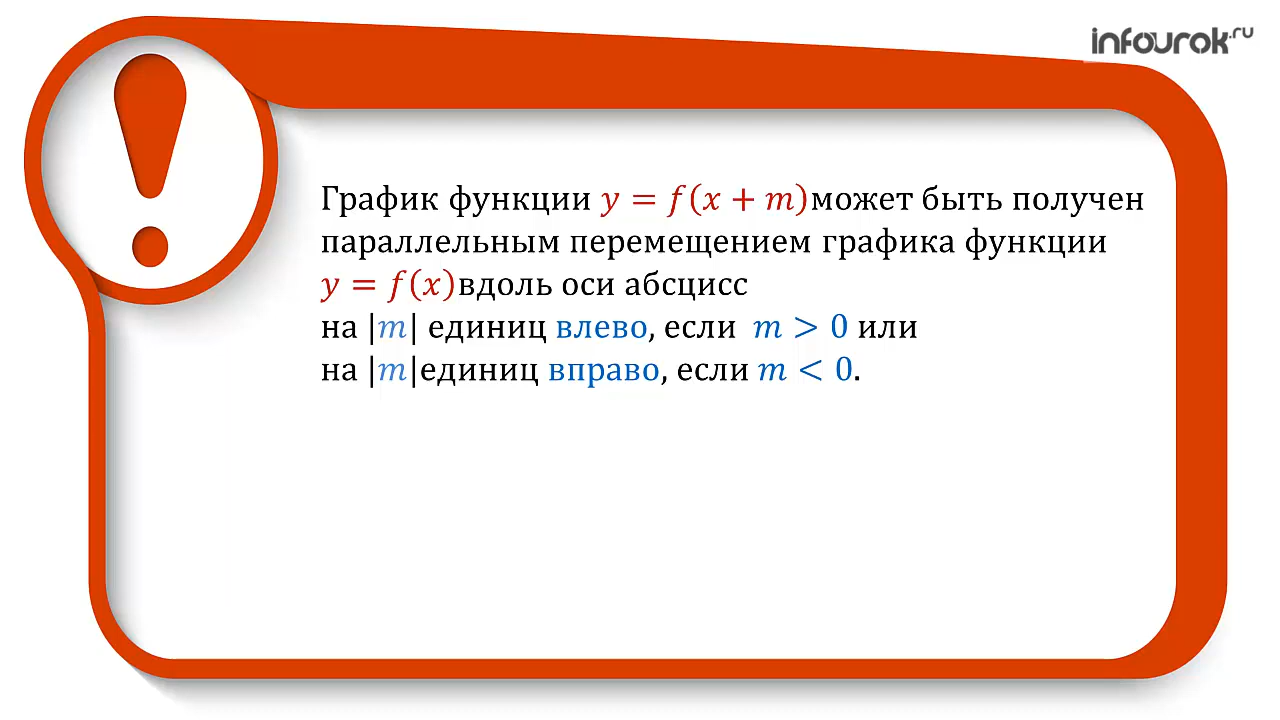 infourok.ru
График функции y = f(x + m)может быть получен
параллельным перемещением графика функции
y = f(x)вдоль оси абсцисс
на |m| единиц влево, если m > 0 или
на |m|единиц вправо, если m < 0.